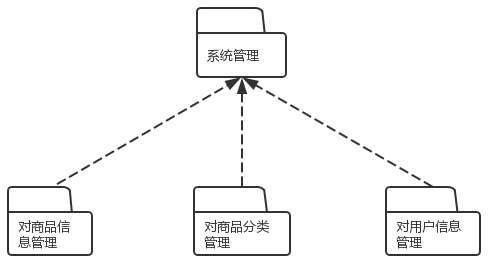 系统管理
对商品信
息管理
对商品分类
管理
对用户信息
管理